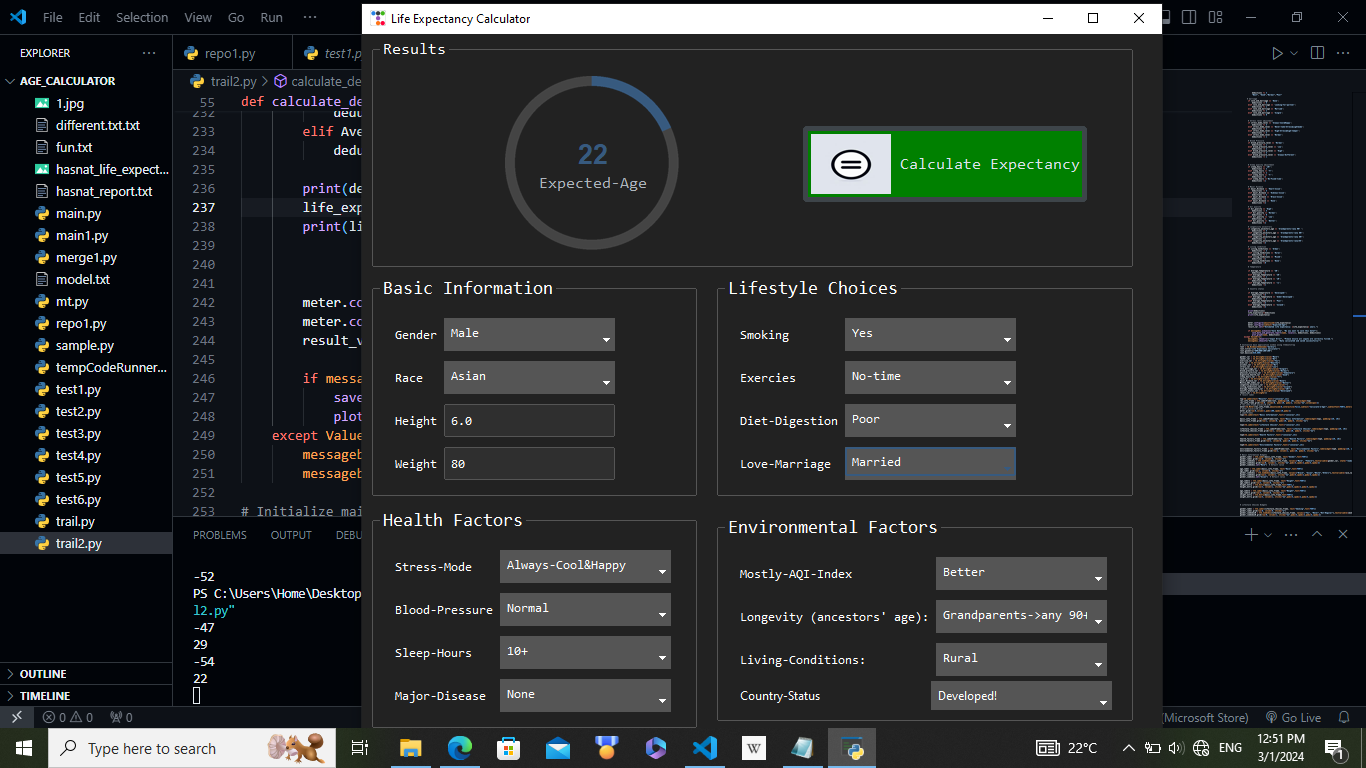 File Edit Selection View Go Run ···
Life Expectancy Calculator
EXPLORER ···
repo1.py
test1.p
AGE_CALCULATOR
1.jpg
different.txt.txt
fun.txt
hasnat_life_expect...
hasnat_report.txt
main.py
main1.py
merge1.py
model.txt
mt.py
repo1.py
sample.py
tempCodeRunner...
test1.py
test2.py
test3.py
test4.py
test5.py
test6.py
trail.py
trail2.py
OUTLINE
TIMELINE
trail2.py > calculate_de
55 def calculate_de
232 dedu
233 elif Ave
234 dedu
235
236 print(de
237 life_exp
238 print(li
239
240
241
242 meter.co
243 meter.co
244 result_v
245
246 if messa
247 save
248 plot
249 except Value
250 messageb
251 messageb
252
253 # Initialize mai
PROBLEMS OUTPUT DEBU
-52
PS C:\Users\Home\Desktop
l2.py"
-47
29
-54
22
Results
22
Expected-Age
Calculate Expectancy
Basic Information
Gender Male
Race Asian
Height 6.0
Weight 80
Lifestyle Choices
Smoking Yes
Exercies No-time
Diet-Digestion Poor
Love-Marriage Married
Health Factors
Stress-Mode Always-Cool&Happy
Blood-Pressure Normal
Sleep-Hours 10+
Major-Disease None
Environmental Factors
Mostly-AQI-Index Better
Longevity (ancestors' age): Grandparents->any 90+
Living-Conditions: Rural
Country-Status Developed!
0 0 0
(Microsoft Store) Go Live
Type here to search
W
22°C
ENG
12:51 PM
3/1/2024
1